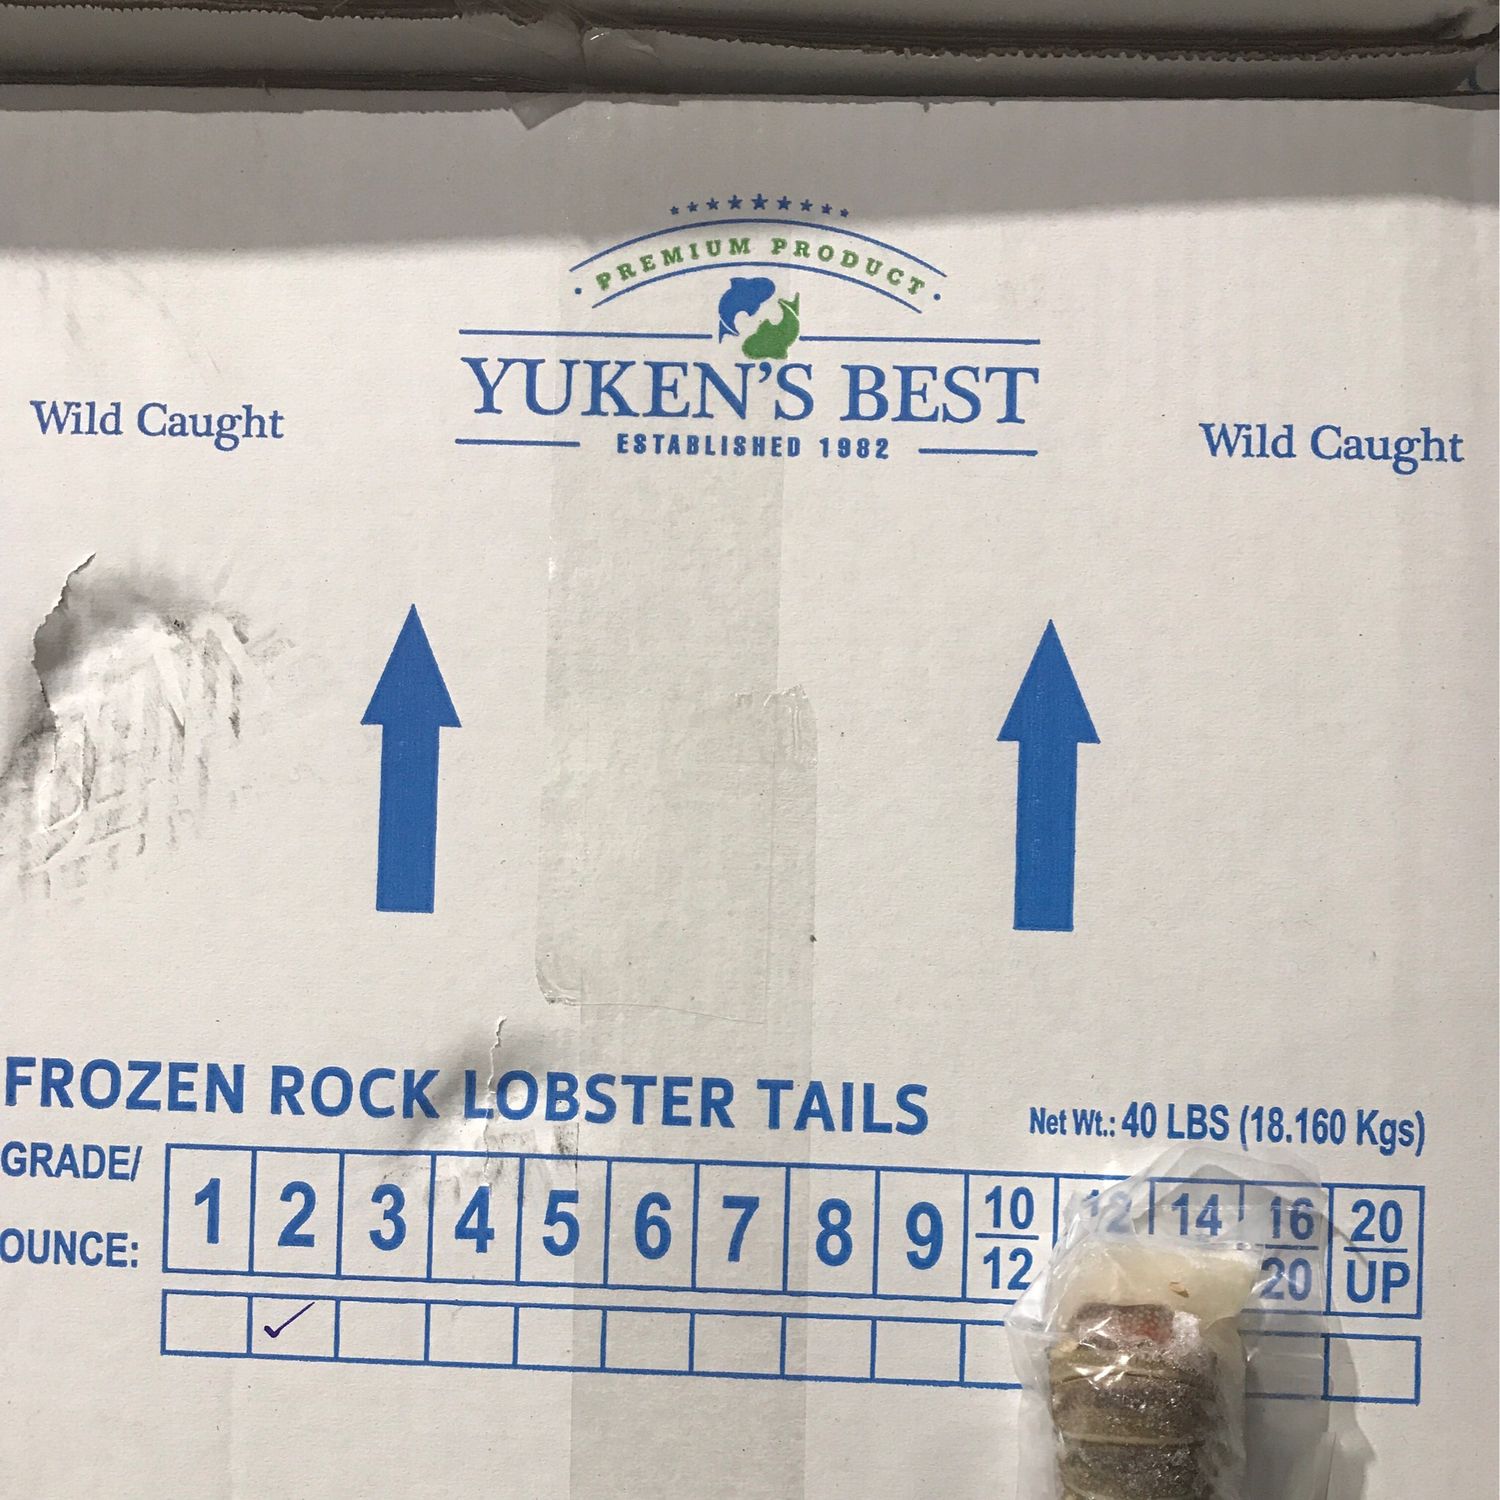 PREMIUM PRODUCT
YUKEN'S BEST
ESTABLISHED 1982
Wild Caught
Wild Caught
FROZEN ROCK LOBSTER TAILS
Net Wt.: 40 LBS (18.160 Kgs)
GRADE/
OUNCE:
1 2 3 4 5 6 7 8 9 10/12 12 14 16/20 20/UP